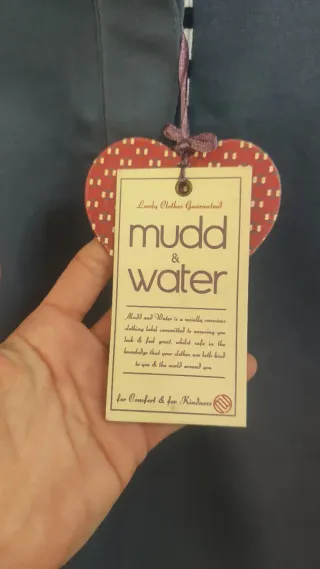 Lovely Clothes Guaranteed
mudd
&
water
Mudd and Water is a socially conscious
clothing label committed to ensuring you
look & feel great, whilst safe in the
knowledge that your clothes are both kind
to you & the world around you.
for Comfort & for Kindness